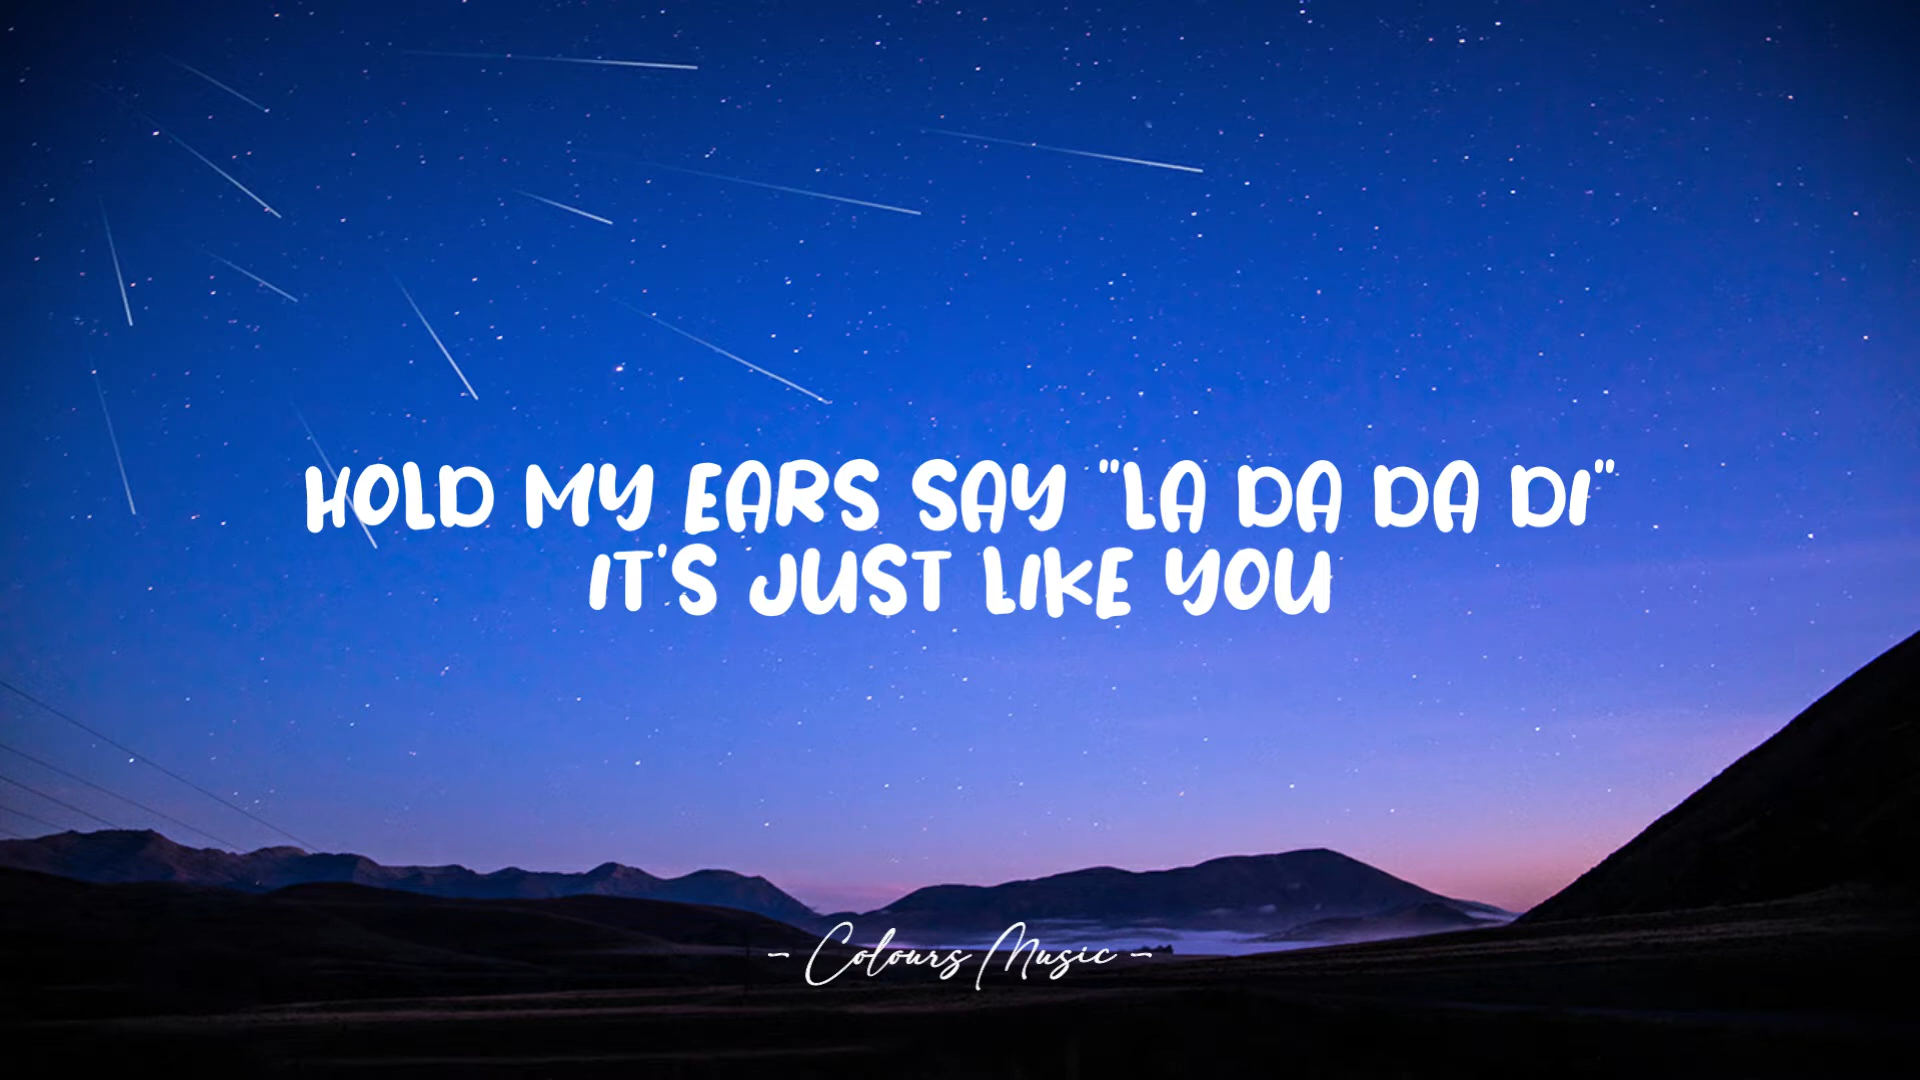 HOLD MY EARS SAY "LA DA DA DI"
IT'S JUST LIKE YOU
- Colours Music -